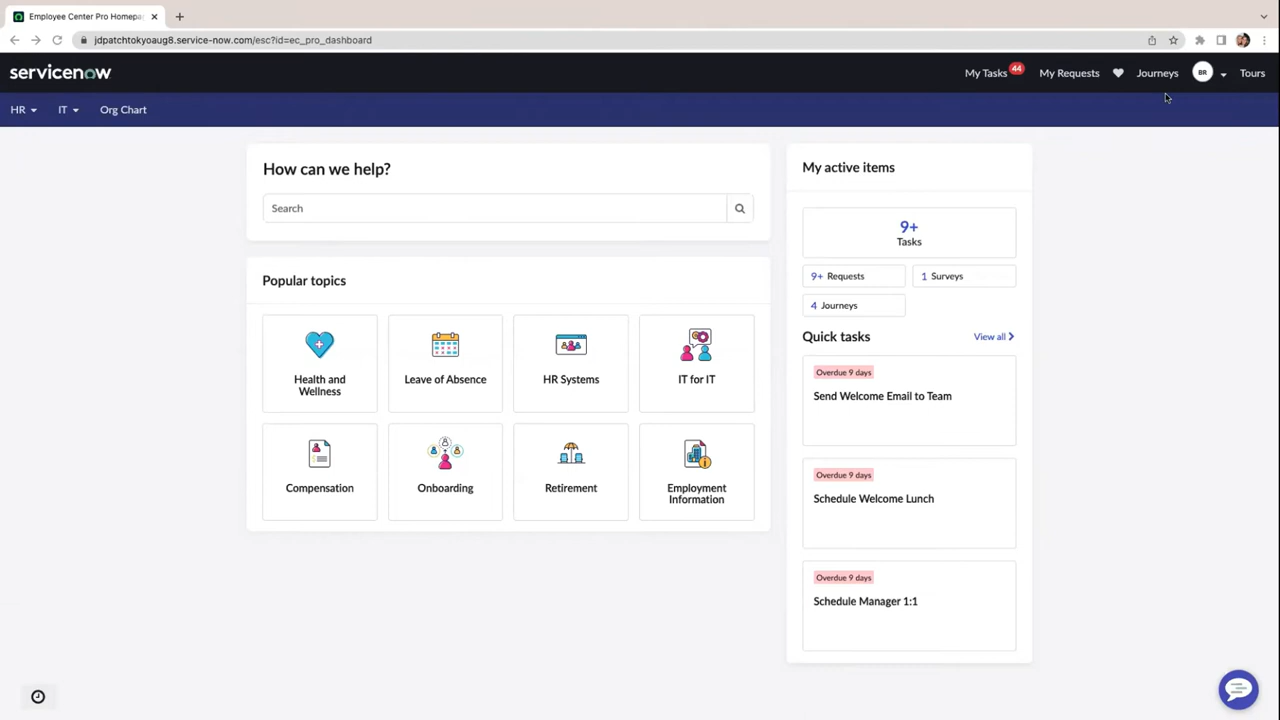 Employee Center Pro Homepa
jdpatchtokyoaug8.service-now.com/esc?id=ec_pro_dashboard
servicenow
My Tasks 44 My Requests Journeys BR Tours
HR IT Org Chart
How can we help?
Search
Popular topics
Health and
Wellness
Leave of Absence
HR Systems
IT for IT
Compensation
Onboarding
Retirement
Employment
Information
My active items
9+
Tasks
9+ Requests
1 Surveys
4 Journeys
Quick tasks View all
Overdue 9 days
Send Welcome Email to Team
Overdue 9 days
Schedule Welcome Lunch
Overdue 9 days
Schedule Manager 1:1